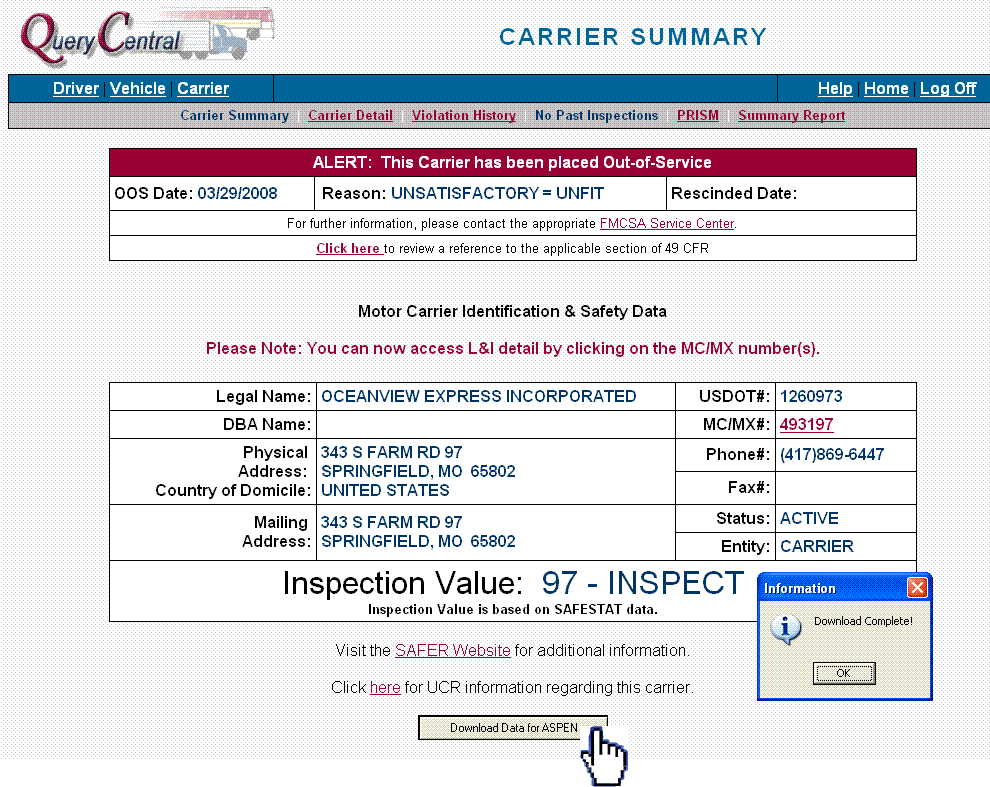 Query Central
CARRIER SUMMARY
Driver | Vehicle | Carrier
Help | Home | Log Off
Carrier Summary | Carrier Detail | Violation History | No Past Inspections | PRISM | Summary Report
ALERT: This Carrier has been placed Out-of-Service
OOS Date: 03/29/2008 Reason: UNSATISFACTORY = UNFIT Rescinded Date:
For further information, please contact the appropriate FMCSA Service Center.
Click here to review a reference to the applicable section of 49 CFR
Motor Carrier Identification & Safety Data
Please Note: You can now access L&I detail by clicking on the MC/MX number(s).
Legal Name: OCEANVIEW EXPRESS INCORPORATED USDOT#: 1260973
DBA Name: MC/MX#: 493197
Physical 343 S FARM RD 97 Phone#: (417)869-6447
Address: SPRINGFIELD, MO 65802
Country of Domicile: UNITED STATES Fax#:
Mailing 343 S FARM RD 97 Status: ACTIVE
Address: SPRINGFIELD, MO 65802 Entity: CARRIER
Inspection Value: 97 - INSPECT
Inspection Value is based on SAFESTAT data.
Information
Download Complete!
OK
Visit the SAFER Website for additional information.
Click here for UCR information regarding this carrier.
Download Data for ASPEN